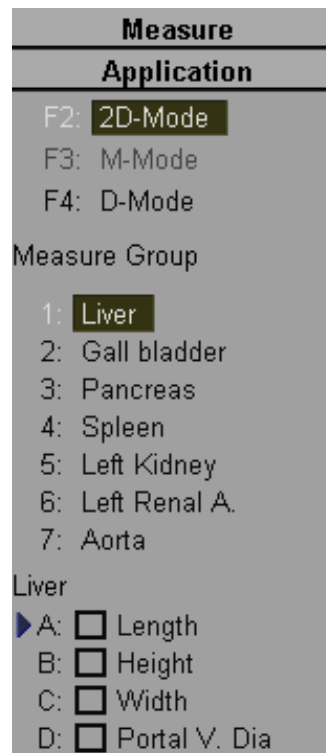 Measure
Application
F2: 2D-Mode
F3: M-Mode
F4: D-Mode
Measure Group
1: Liver
2: Gall bladder
3: Pancreas
4: Spleen
5: Left Kidney
6: Left Renal A.
7: Aorta
Liver
A: Length
B: Height
C: Width
D: Portal V. Dia